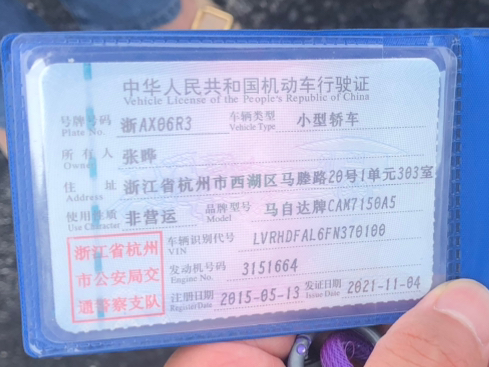 中华人民共和国机动车行驶证
Vehicle License of the People's Republic of China
号牌号码 浙AX06R3 车辆类型 小型轿车
Plate No. Vehicle Type
所有人 张晔
Owner
住址 浙江省杭州市西湖区马塍路20号1单元303室
Address
使用性质 非营运 品牌型号 马自达牌CAM7150A5
Use Character Model
浙江省杭州
市公安局交
通警察支队
车辆识别代号 LVRHDFAL6FN370100
VIN
发动机号码 3151664
Engine No.
注册日期 2015-05-13 发证日期 2021-11-04
Register Date Issue Date